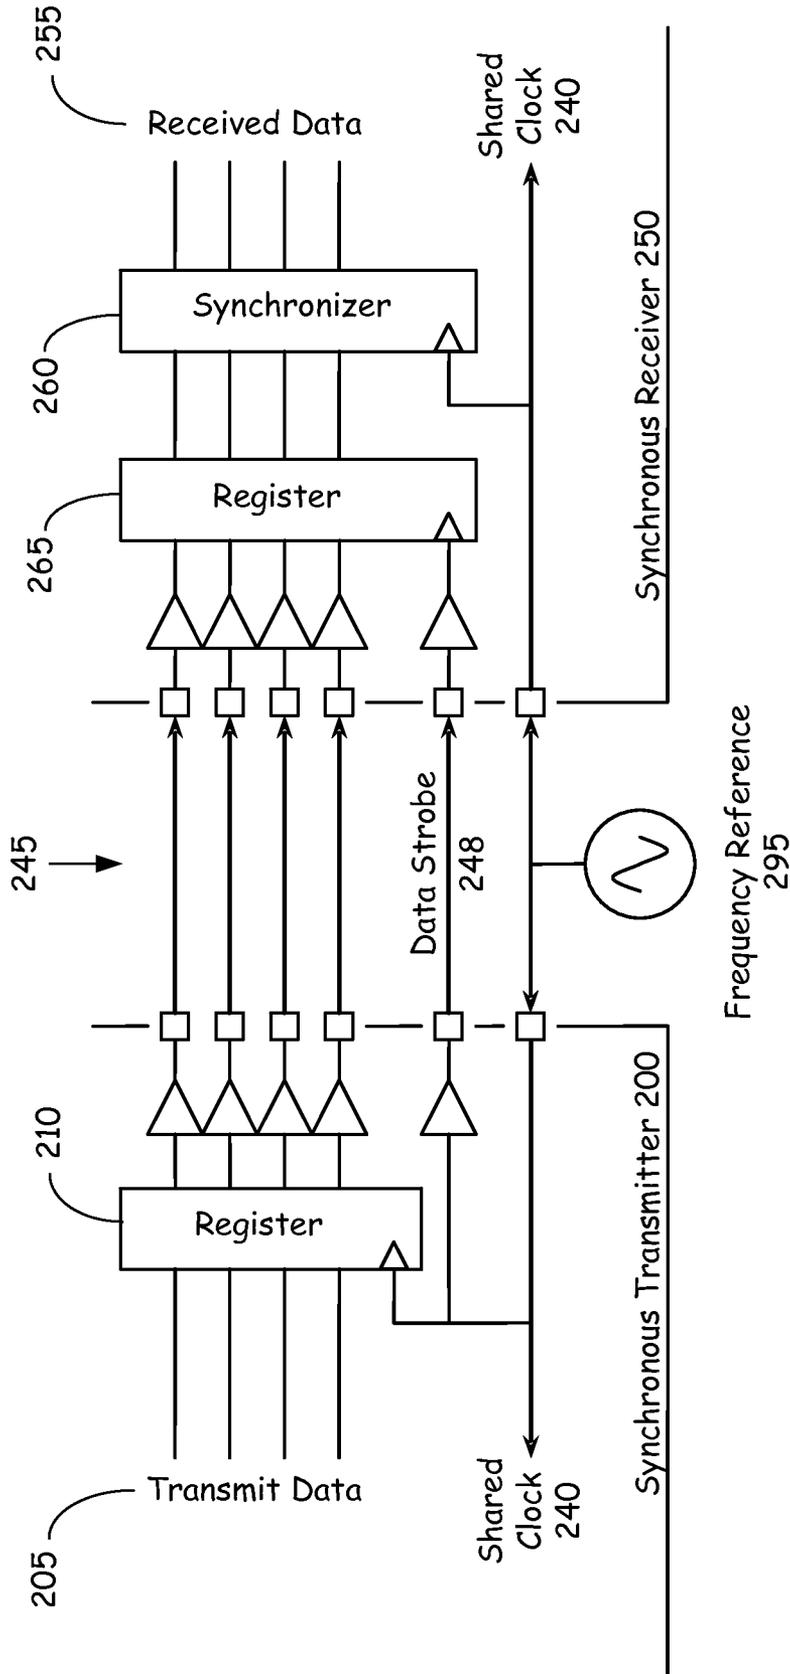 255
Received Data
Shared
Clock
240
260
Synchronizer
265
Register
Synchronous Receiver 250
245
Data Strobe
248
Frequency Reference
295
210
Register
Synchronous Transmitter 200
205
Transmit Data
Shared
Clock
240